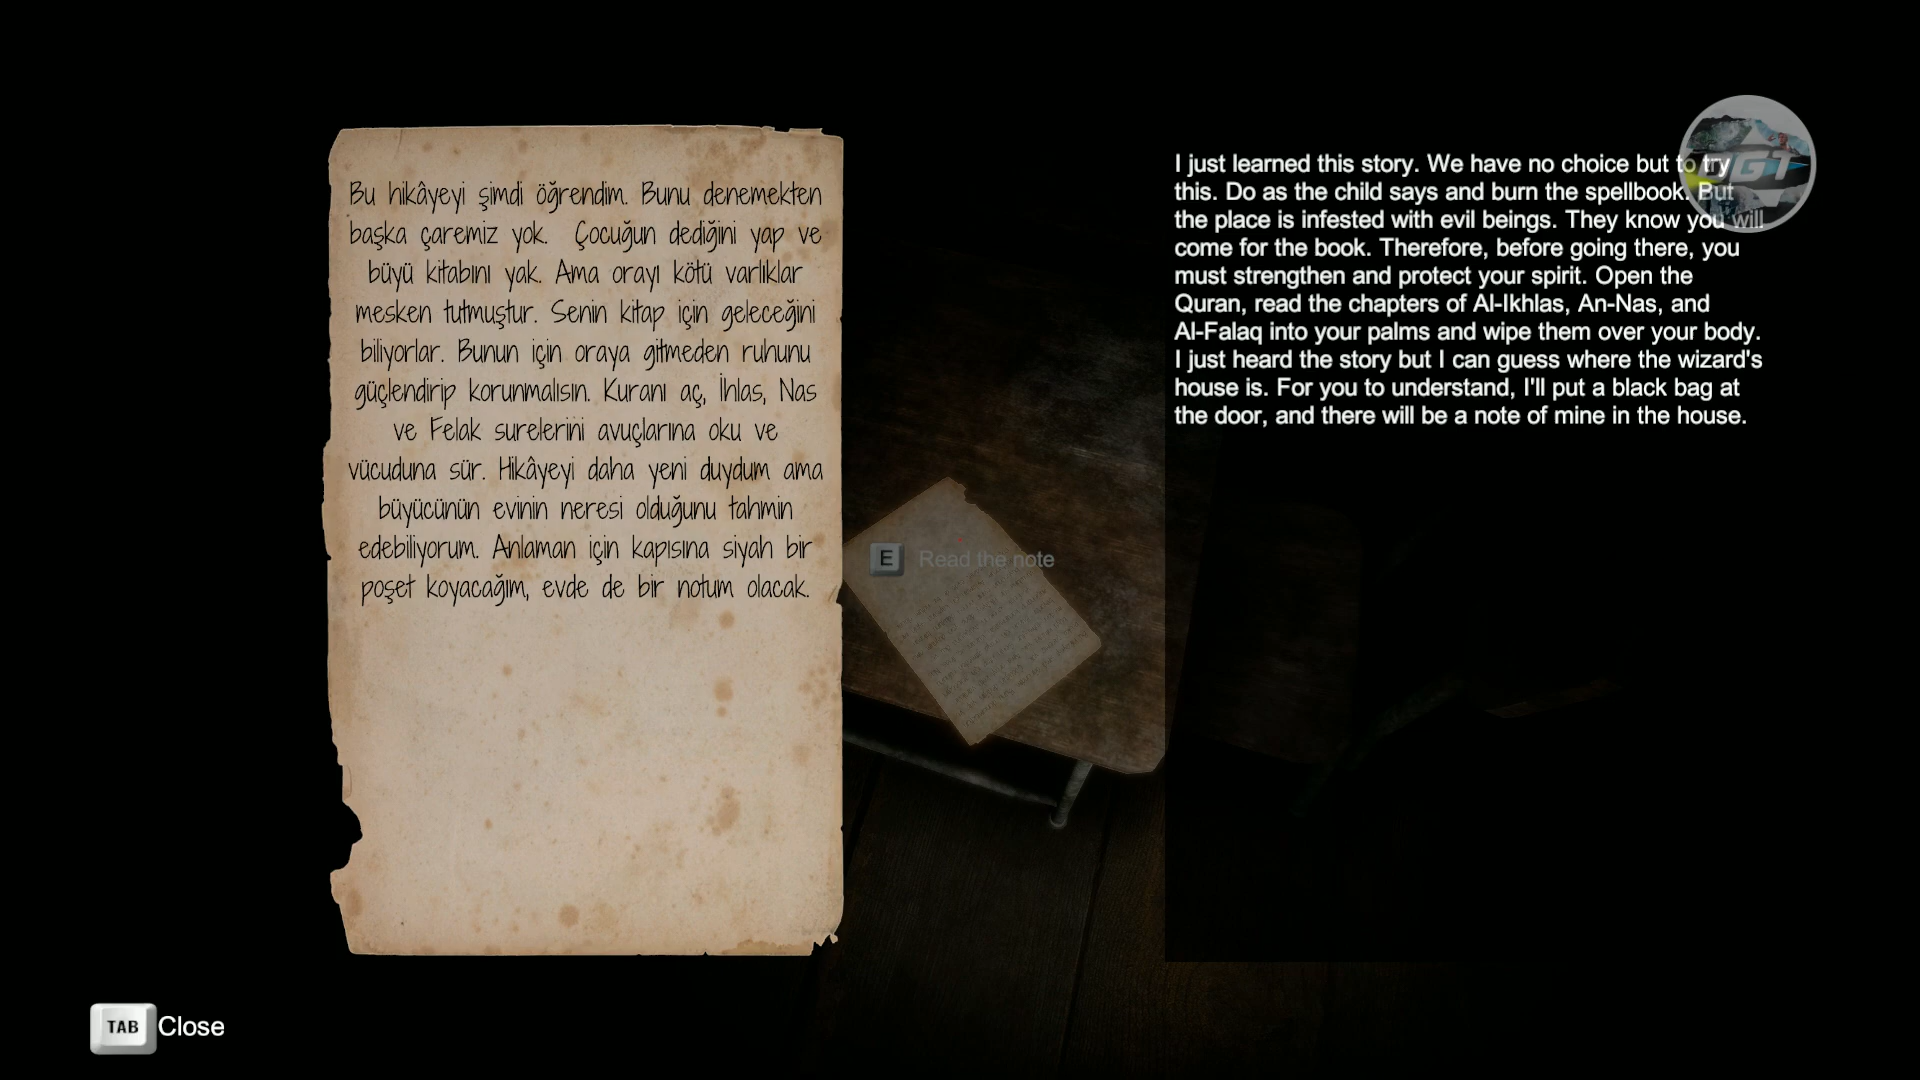 Bu hikâyeyi şimdi öğrendim. Bunu denemekten
başka çaremiz yok. Çocuğun dediğini yap ve
büyü kitabını yak. Ama orayı kötü varlıklar
mesken tutmuştur. Senin kitap için geleceğini
biliyorlar. Bunun için oraya gitmeden ruhunu
güçlendirip korunmalısın. Kuranı aç, İhlas, Nas
ve Felak surelerini avuçlarına oku ve
vücuduna sür. Hikâyeyi daha yeni duydum ama
büyücünün evinin neresi olduğunu tahmin
edebiliyorum. Anlaman için kapısına siyah bir
poşet koyacağım, evde de bir notum olacak.
E Read the note
I just learned this story. We have no choice but to try
this. Do as the child says and burn the spellbook. But
the place is infested with evil beings. They know you will
come for the book. Therefore, before going there, you
must strengthen and protect your spirit. Open the
Quran, read the chapters of Al-Ikhlas, An-Nas, and
Al-Falaq into your palms and wipe them over your body.
I just heard the story but I can guess where the wizard's
house is. For you to understand, I'll put a black bag at
the door, and there will be a note of mine in the house.
TAB Close